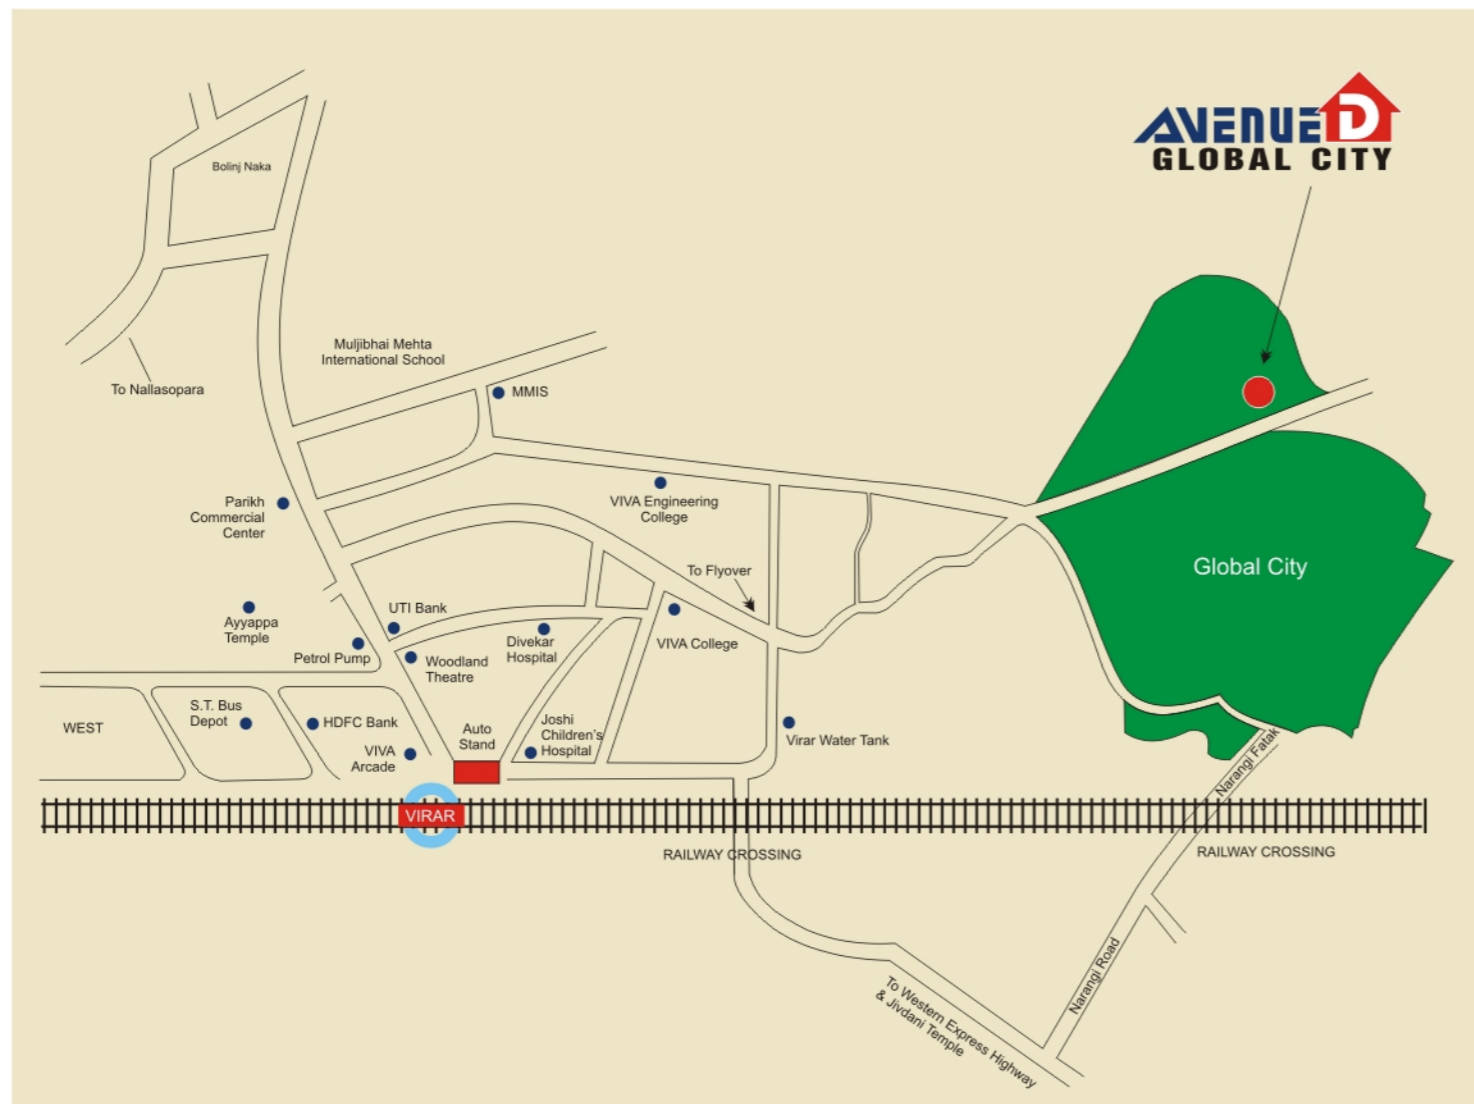 AVENUE D
GLOBAL CITY
Bolinj Naka
Muljibhai Mehta
International School
To Nallasopara
MMIS
Parikh
Commercial
Center
VIVA Engineering
College
Global City
To Flyover
UTI Bank
Ayyappa
Temple
Divekar
Hospital
VIVA College
Petrol Pump
Woodland
Theatre
S.T. Bus
Depot
WEST
HDFC Bank
Auto
Stand
Joshi
Children's
Hospital
Virar Water Tank
VIVA
Arcade
Narangi Fatak
VIRAR
RAILWAY CROSSING
RAILWAY CROSSING
Narangi Road
To Western Express Highway
& Jivdani Temple